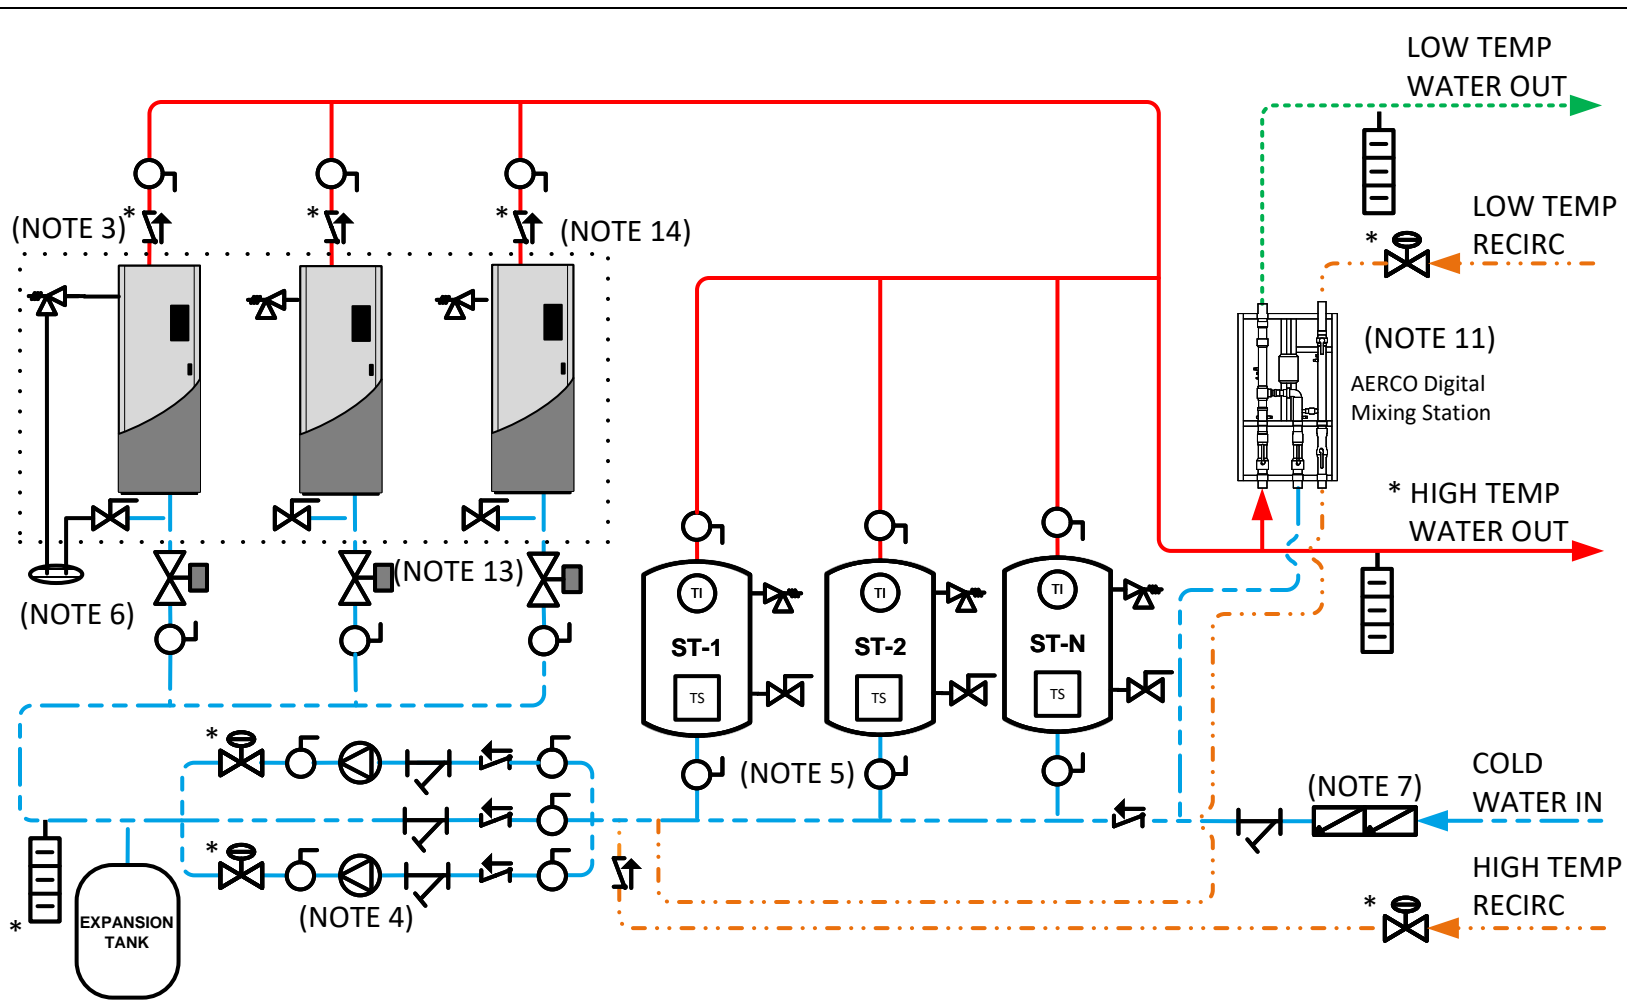 LOW TEMP
WATER OUT
LOW TEMP
RECIRC
(NOTE 3)
*
*
*
(NOTE 14)
*
(NOTE 11)
AERCO Digital
Mixing Station
* HIGH TEMP
WATER OUT
(NOTE 13)
(NOTE 6)
TI
TI
TI
ST-1
ST-2
ST-N
TS
TS
TS
*
(NOTE 5)
(NOTE 7)
COLD
WATER IN
*
HIGH TEMP
RECIRC
*
(NOTE 4)
*
EXPANSION
TANK